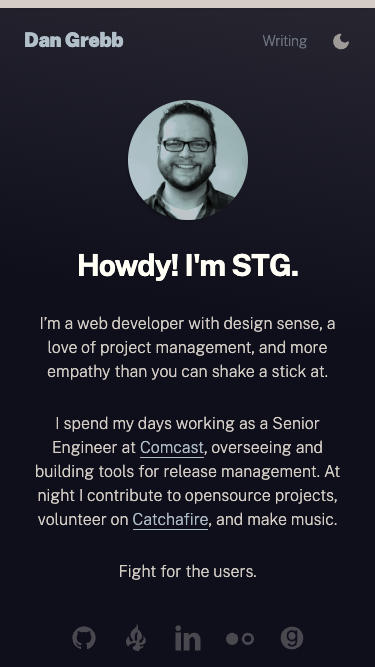 Dan Grebb
Writing
Howdy! I'm STG.
I’m a web developer with design sense, a
love of project management, and more
empathy than you can shake a stick at.
I spend my days working as a Senior
Engineer at Comcast, overseeing and
building tools for release management. At
night I contribute to opensource projects,
volunteer on Catchafire, and make music.
Fight for the users.